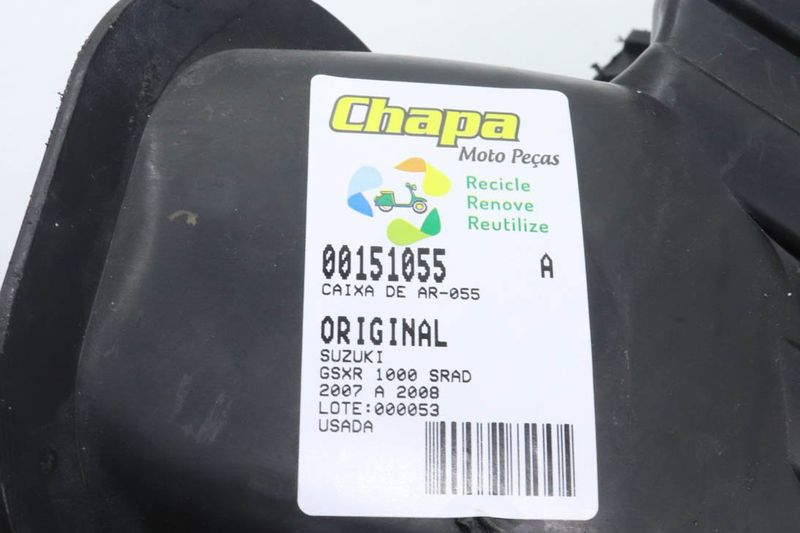 Chapa
Moto Peças
Recicle
Renove
Reutilize
00151055 A
CAIXA DE AR-055
ORIGINAL
SUZUKI
GSXR 1000 SRAD
2007 A 2008
LOTE:000053
USADA